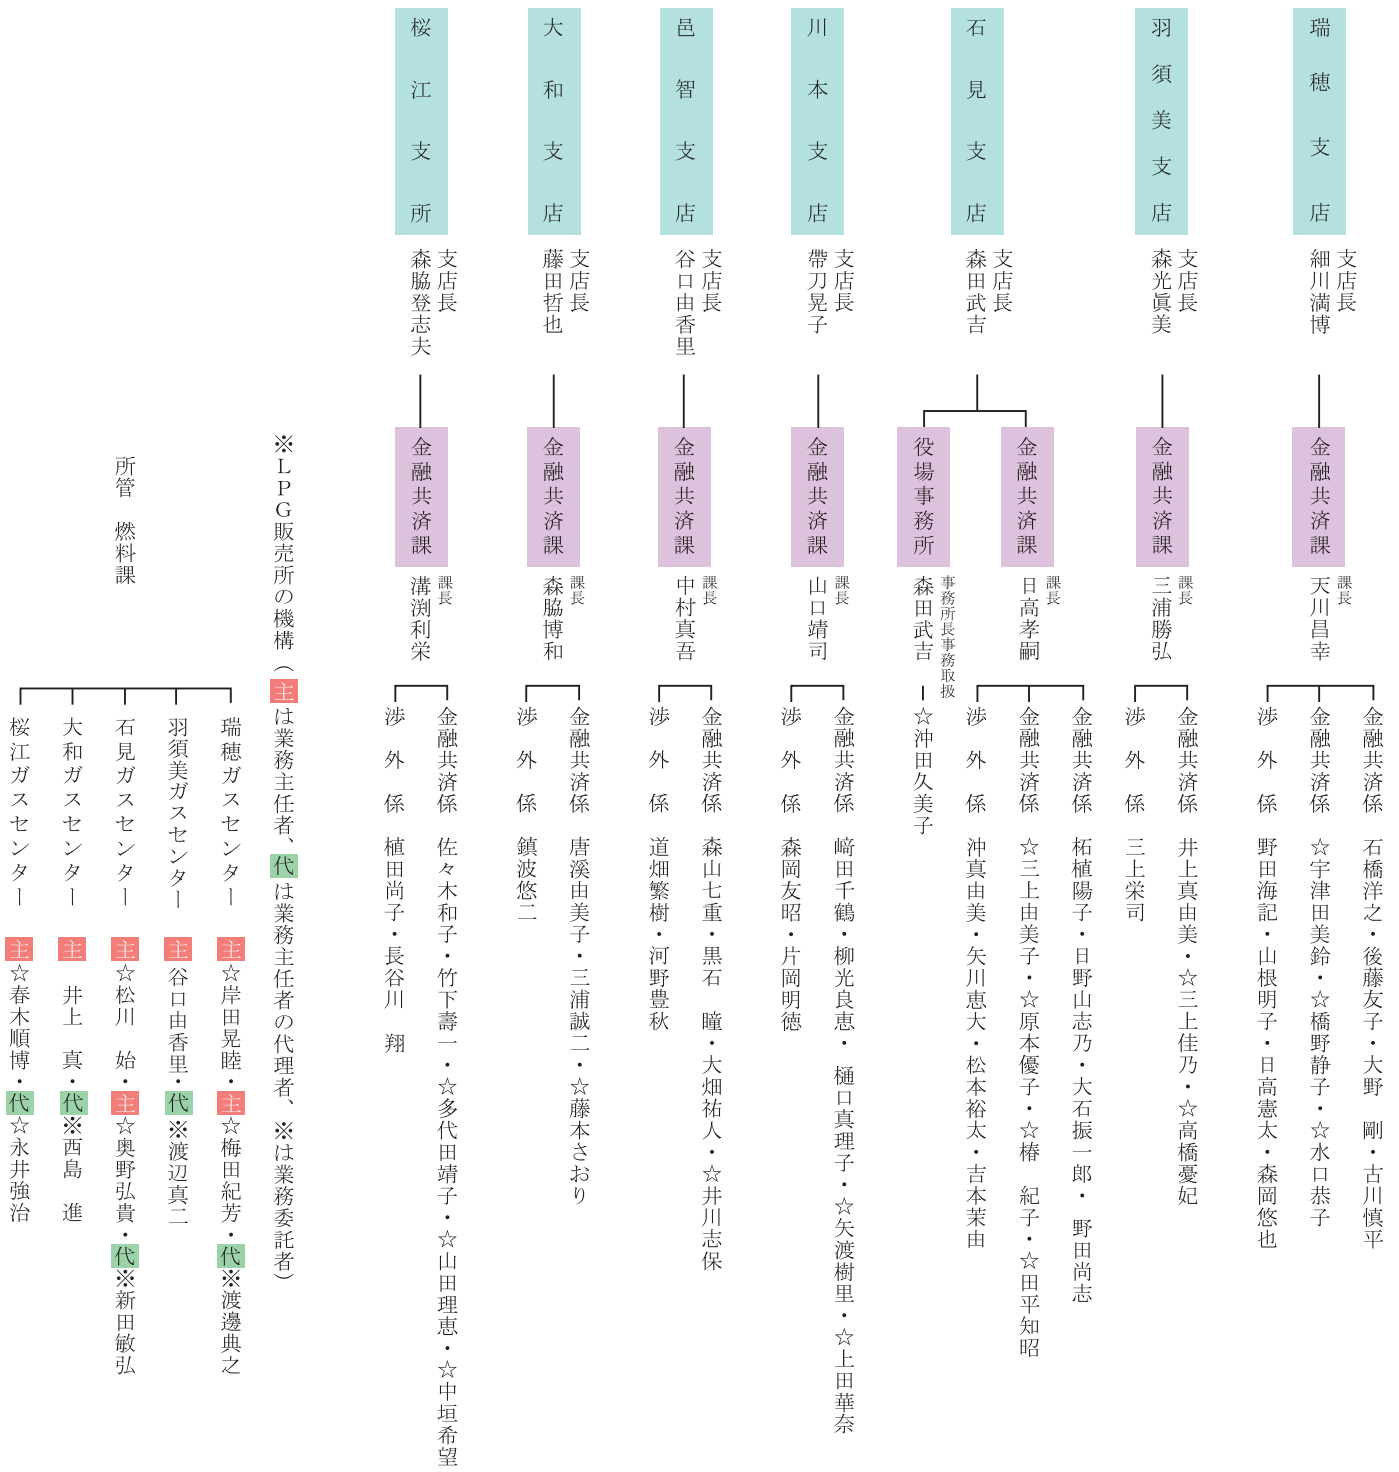 瑞穂支店
支店長
細川満博
金融共済課
課長
天川昌幸
金融共済係　石橋洋之・後藤友子・大野　剛・古川慎平
金融共済係　☆宇津田美鈴・☆橋野静子・☆水口恭子
渉外係　野田海記・山根明子・日高憲太・森岡悠也
羽須美支店
支店長
森光眞美
金融共済課
課長
三浦勝弘
金融共済係　井上真由美・☆三上佳乃・☆高橋憂妃
渉外係　三上栄司
石見支店
支店長
森田武吉
金融共済課
課長
日高孝嗣
金融共済係　柘植陽子・日野山志乃・大石振一郎・野田尚志
金融共済係　☆三上由美子・☆原本優子・☆椿　紀子・☆田平知昭
渉外係　沖真由美・矢川恵大・松本裕太・吉本茉由
役場事務所
事務所長事務取扱
森田武吉
☆沖田久美子
川本支店
支店長
帶刀晃子
金融共済課
課長
山口靖司
金融共済係　﨑田千鶴・柳光良恵・樋口真理子・☆矢渡樹里・☆上田華奈
渉外係　森岡友昭・片岡明徳
邑智支店
支店長
谷口由香里
金融共済課
課長
中村真吾
金融共済係　森山七重・黒石　瞳・大畑祐人・☆井川志保
渉外係　道畑繁樹・河野豊秋
大和支店
支店長
藤田哲也
金融共済課
課長
森脇博和
金融共済係　唐溪由美子・三浦誠二・☆藤本さおり
渉外係　鎮波悠二
桜江支所
支店長
森脇登志夫
金融共済課
課長
溝渕利栄
金融共済係　佐々木和子・竹下壽一・☆多代田靖子・☆山田理恵・☆中垣希望
渉外係　植田尚子・長谷川　翔
※ＬＰＧ販売所の機構（主は業務主任者、代は業務主任者の代理者、※は業務委託者）
所管　燃料課
瑞穂ガスセンター　主☆岸田晃睦・主☆梅田紀芳・代※渡邊典之
羽須美ガスセンター　主谷口由香里・代※渡辺真二
石見ガスセンター　主☆松川　始・主☆奥野弘貴・代※新田敏弘
大和ガスセンター　主　井上　真・代※西島　進
桜江ガスセンター　主☆春木順博・代☆永井強治